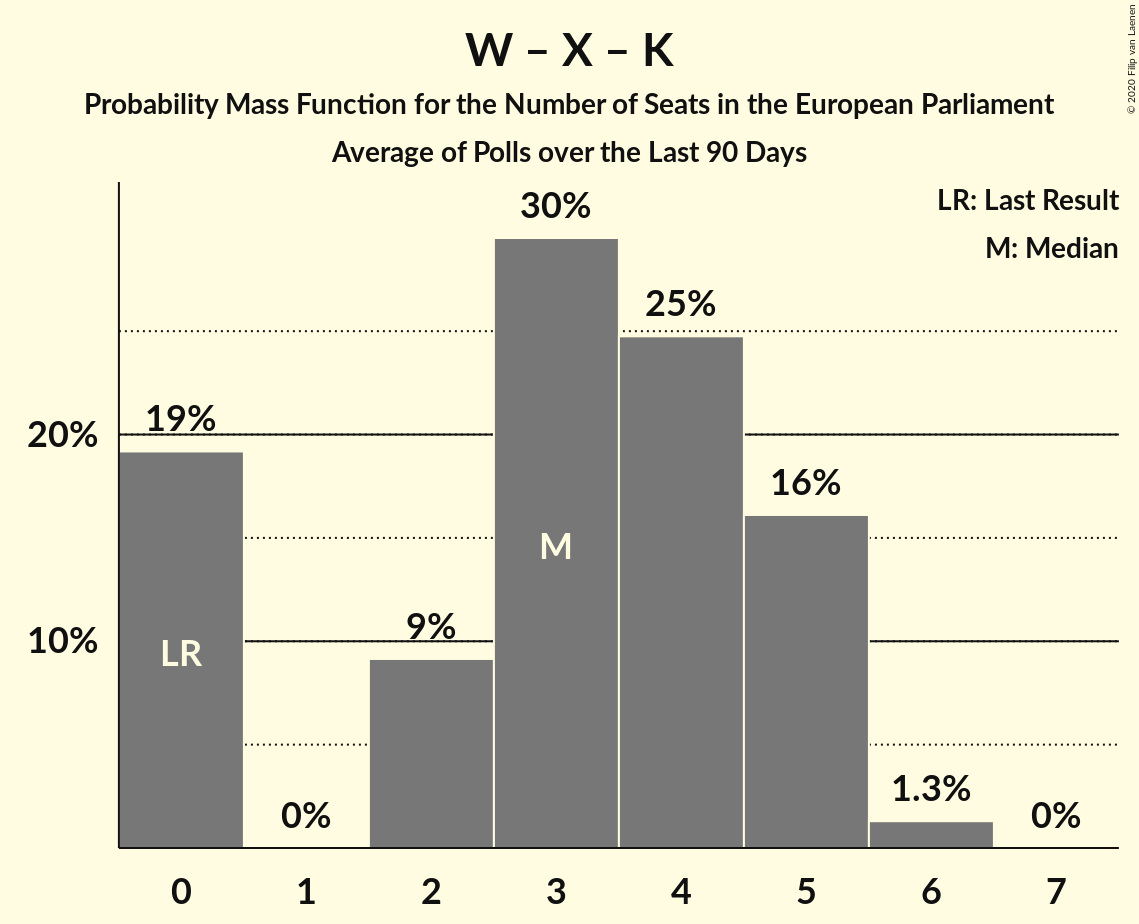 W – X – K
Probability Mass Function for the Number of Seats in the European Parliament
Average of Polls over the Last 90 Days
© 2020 Filip van Laenen
LR: Last Result
M: Median
30%
25%
19%
20%
16%
M
9%
10%
LR
1.3%
0%
0%
0 1 2 3 4 5 6 7